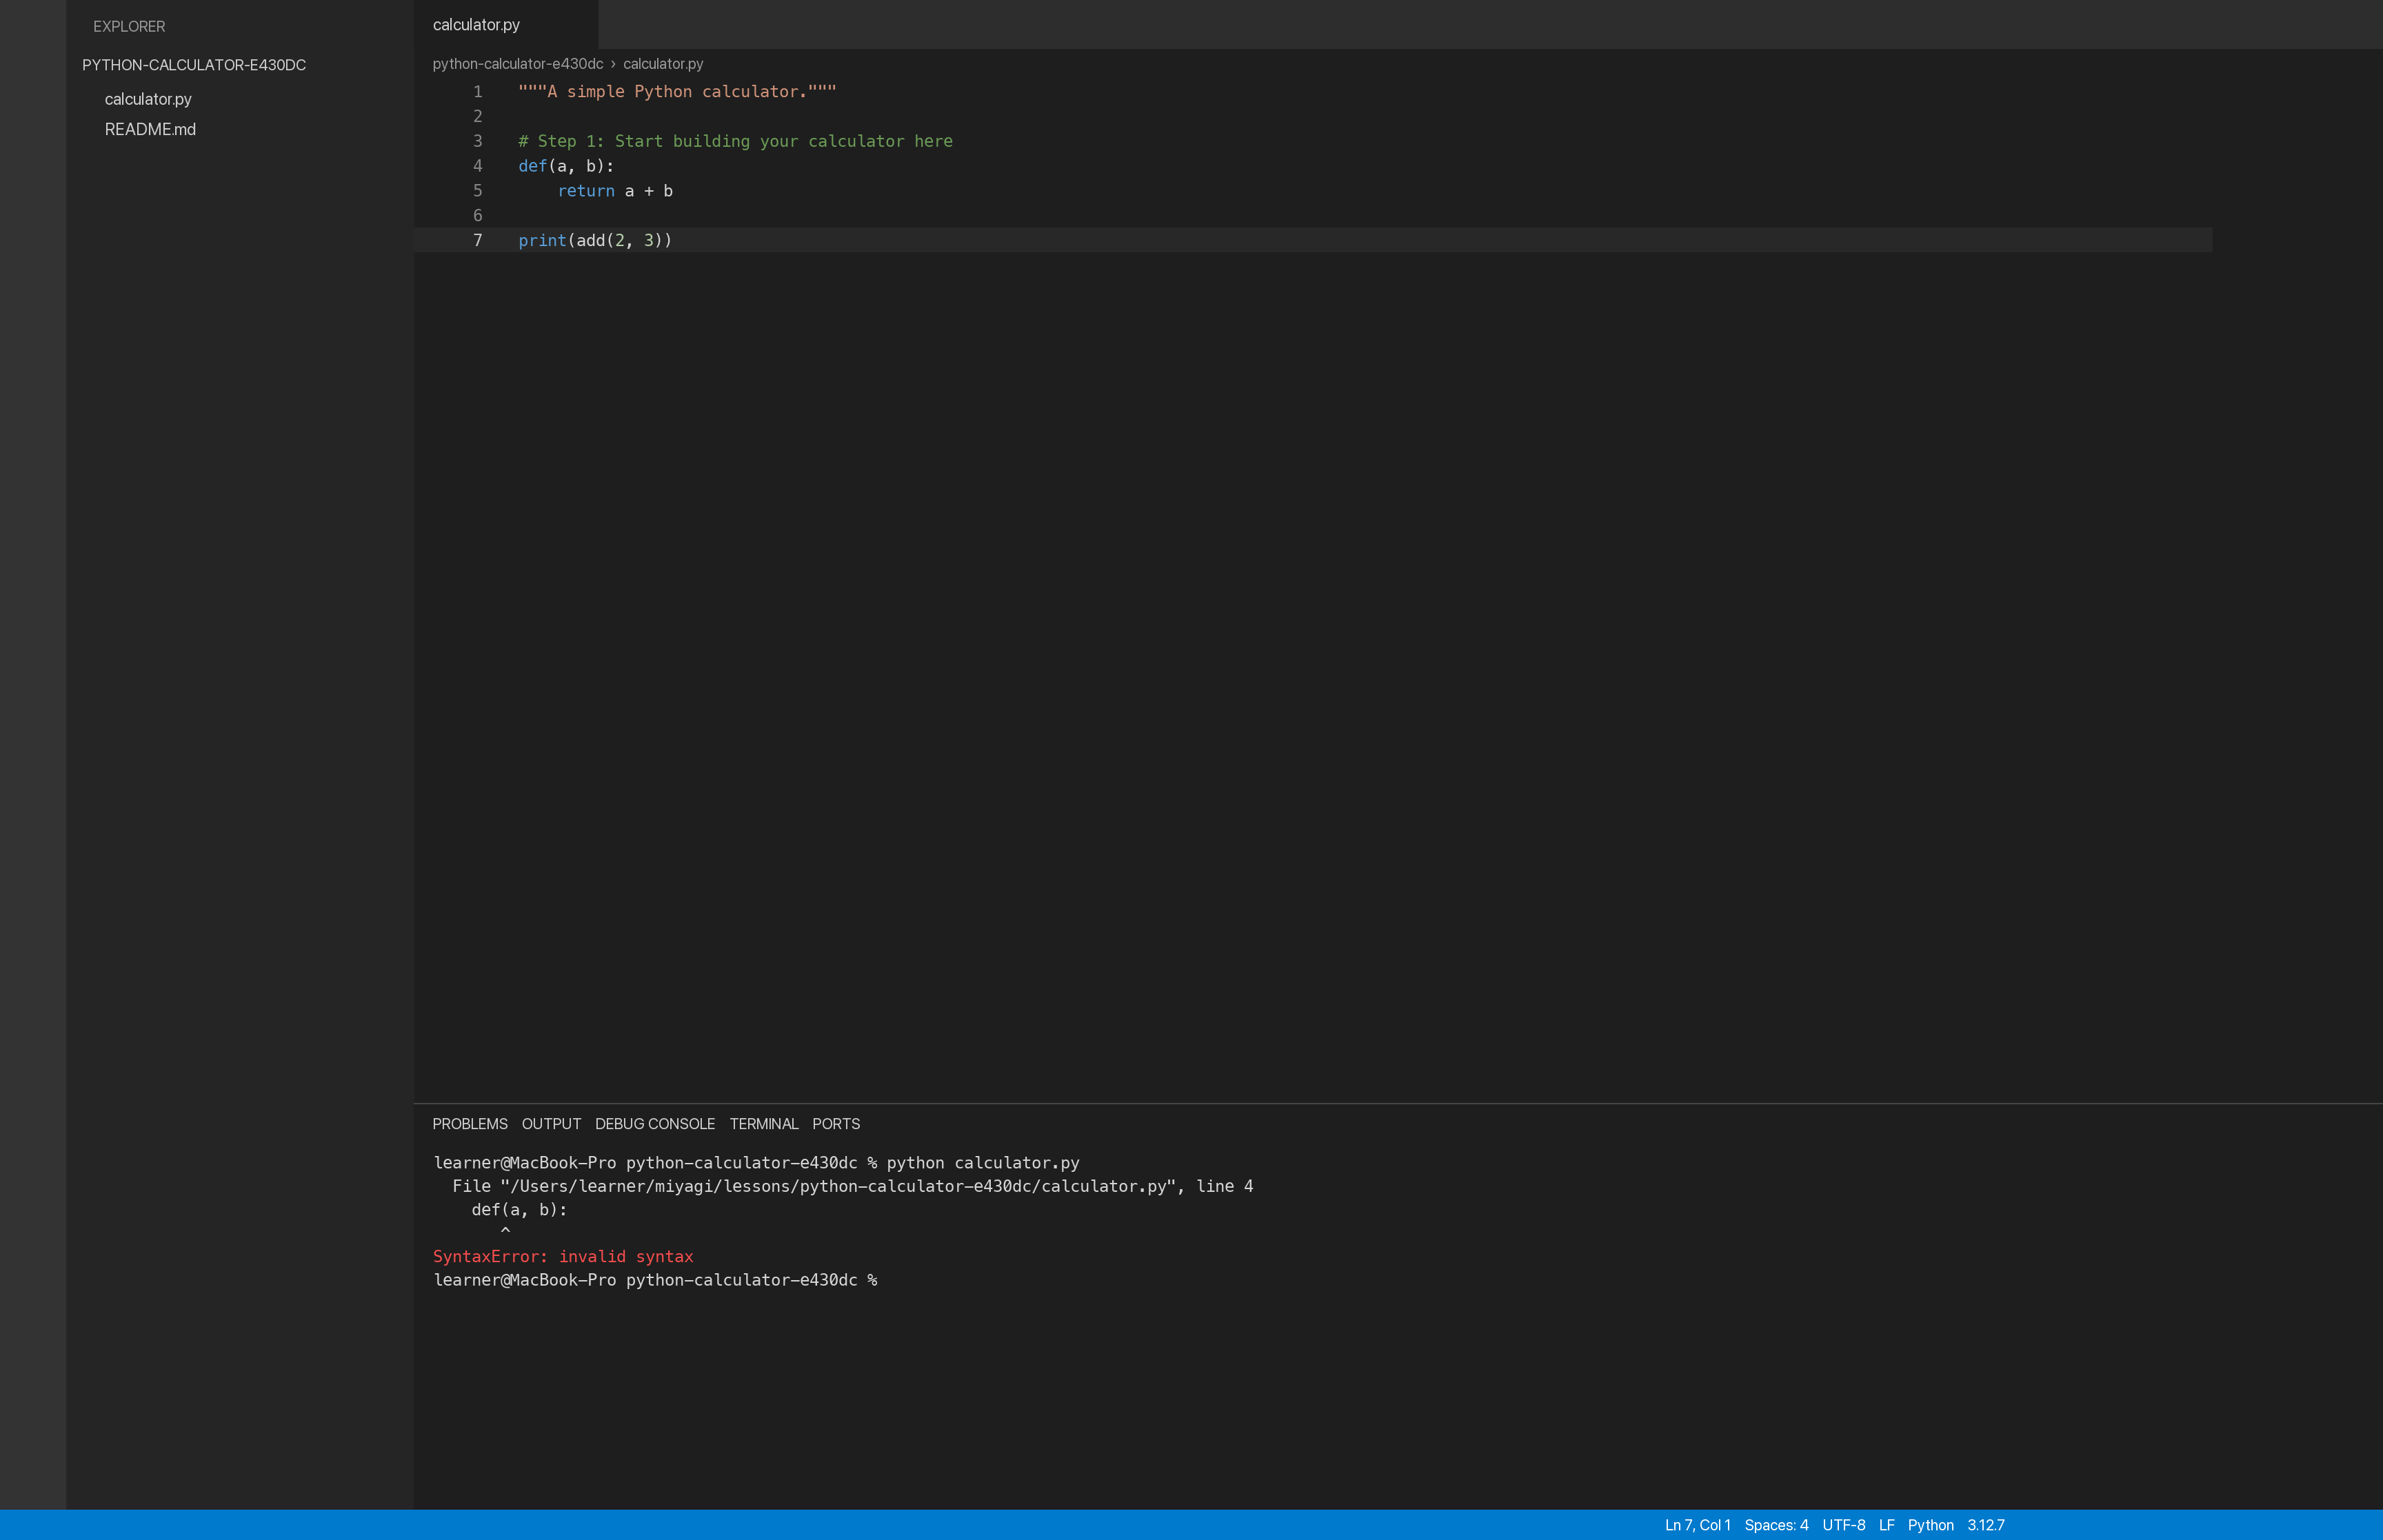 EXPLORER
PYTHON-CALCULATOR-E430DC
calculator.py
README.md
calculator.py
python-calculator-e430dc › calculator.py
1 """A simple Python calculator."""
2
3 # Step 1: Start building your calculator here
4 def(a, b):
5     return a + b
6
7 print(add(2, 3))
PROBLEMS OUTPUT DEBUG CONSOLE TERMINAL PORTS
learner@MacBook-Pro python-calculator-e430dc % python calculator.py
  File "/Users/learner/miyagi/lessons/python-calculator-e430dc/calculator.py", line 4
    def(a, b):
       ^
SyntaxError: invalid syntax
learner@MacBook-Pro python-calculator-e430dc %
Ln 7, Col 1 Spaces: 4 UTF-8 LF Python 3.12.7